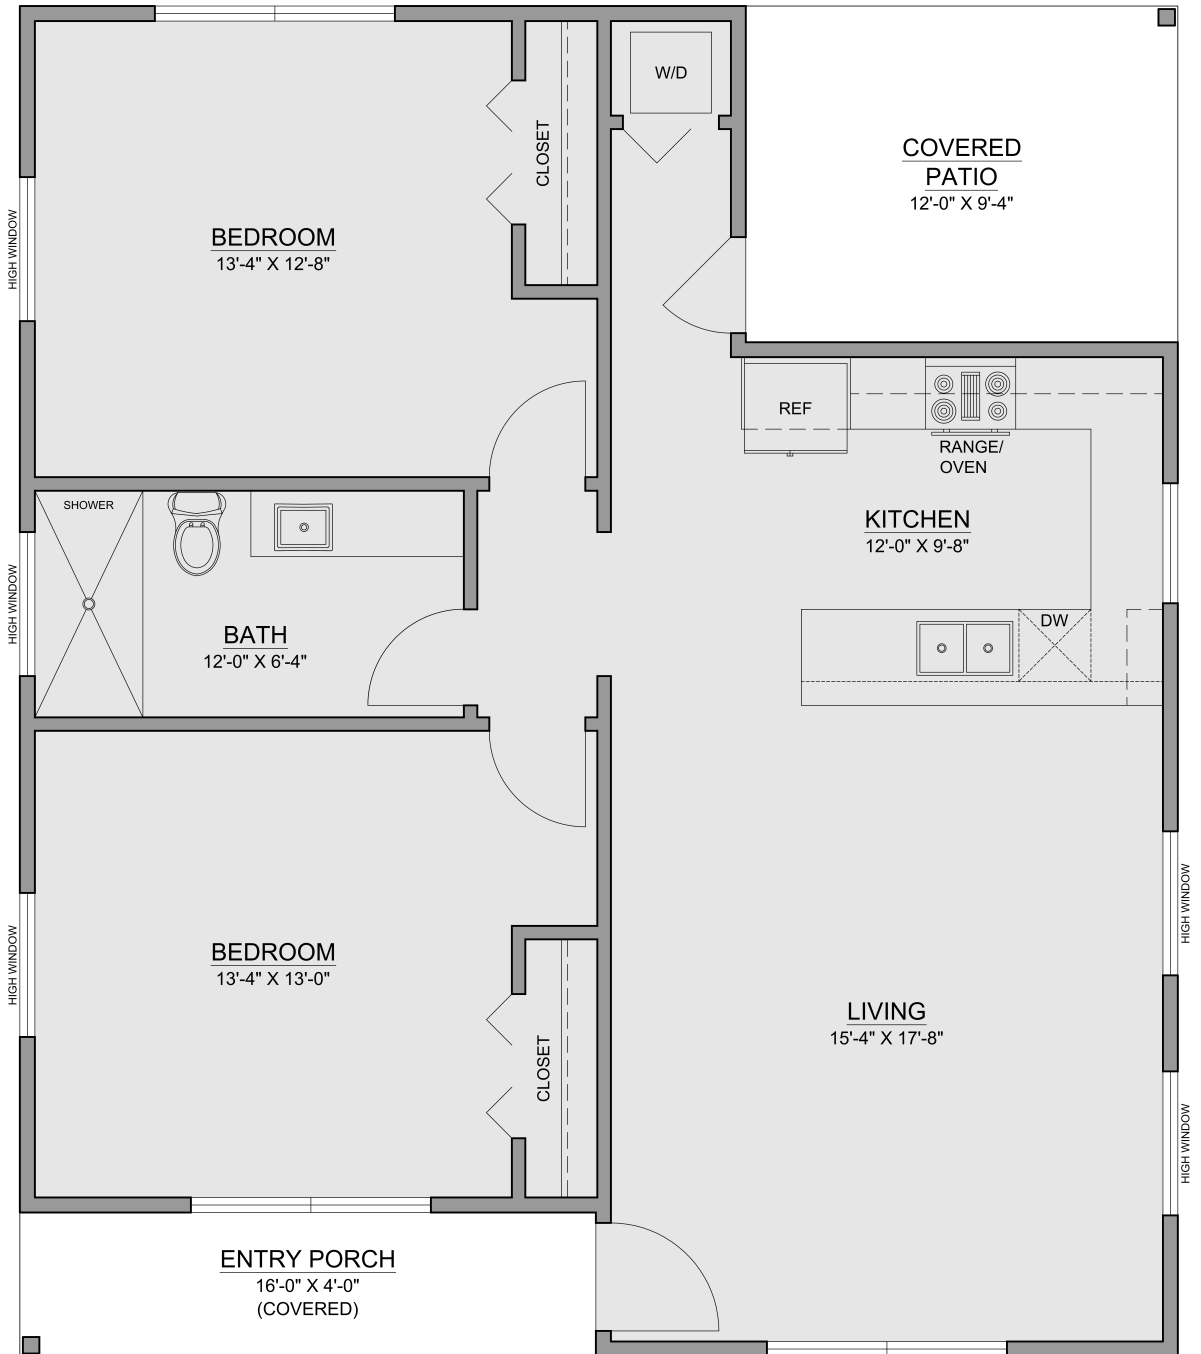 W/D
COVERED
PATIO
12'-0" X 9'-4"
CLOSET
HIGH WINDOW
BEDROOM
13'-4" X 12'-8"
REF
RANGE/
OVEN
SHOWER
KITCHEN
12'-0" X 9'-8"
HIGH WINDOW
BATH
12'-0" X 6'-4"
DW
HIGH WINDOW
HIGH WINDOW
BEDROOM
13'-4" X 13'-0"
LIVING
15'-4" X 17'-8"
CLOSET
HIGH WINDOW
ENTRY PORCH
16'-0" X 4'-0"
(COVERED)